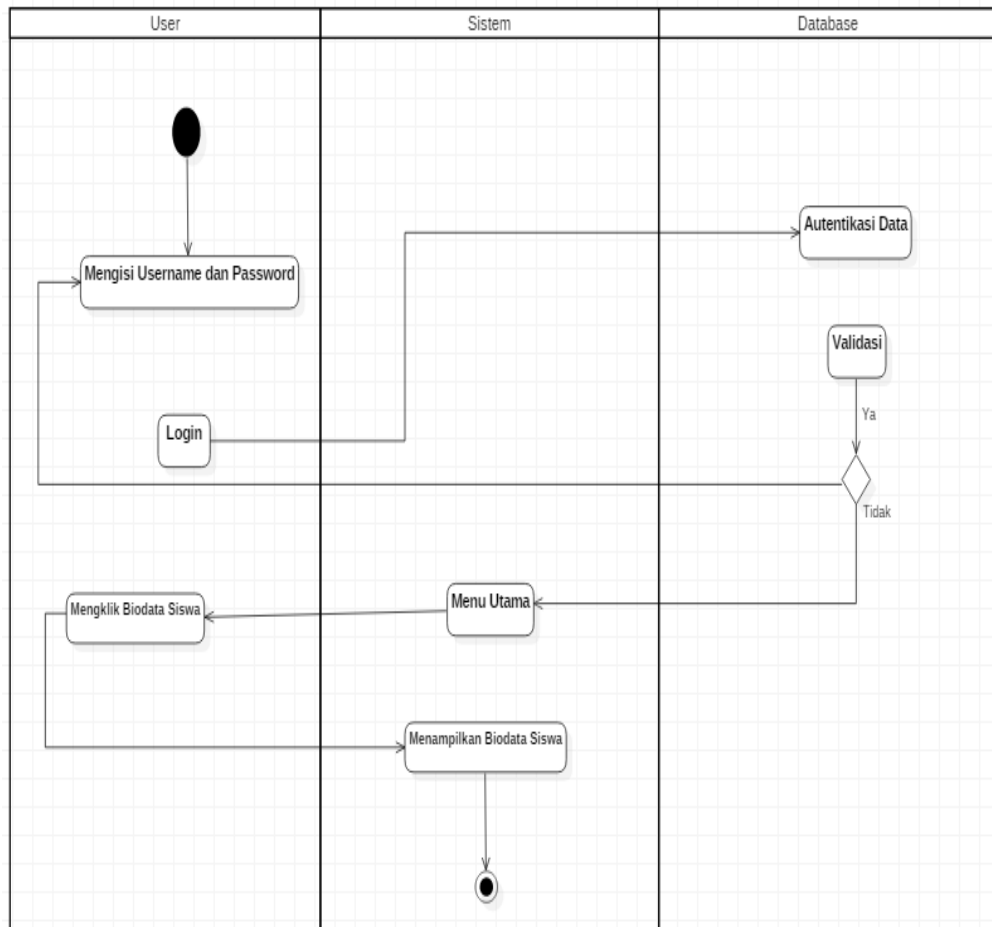 User
Sistem
Database
Autentikasi Data
Mengisi Username dan Password
Validasi
Ya
Login
Tidak
Menu Utama
Mengklik Biodata Siswa
Menampilkan Biodata Siswa